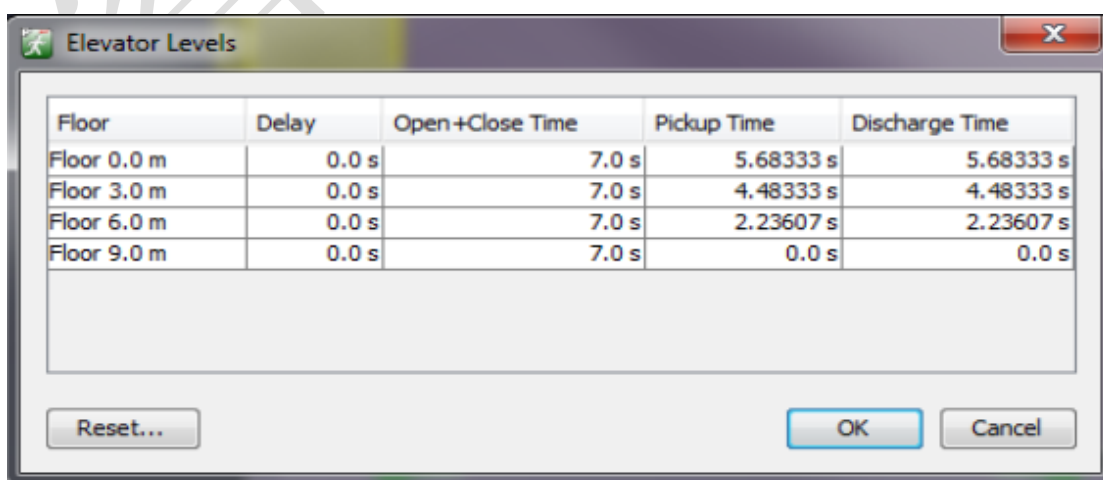 Elevator Levels
Floor Delay Open+Close Time Pickup Time Discharge Time
Floor 0.0 m 0.0 s 7.0 s 5.68333 s 5.68333 s
Floor 3.0 m 0.0 s 7.0 s 4.48333 s 4.48333 s
Floor 6.0 m 0.0 s 7.0 s 2.23607 s 2.23607 s
Floor 9.0 m 0.0 s 7.0 s 0.0 s 0.0 s
Reset... OK Cancel